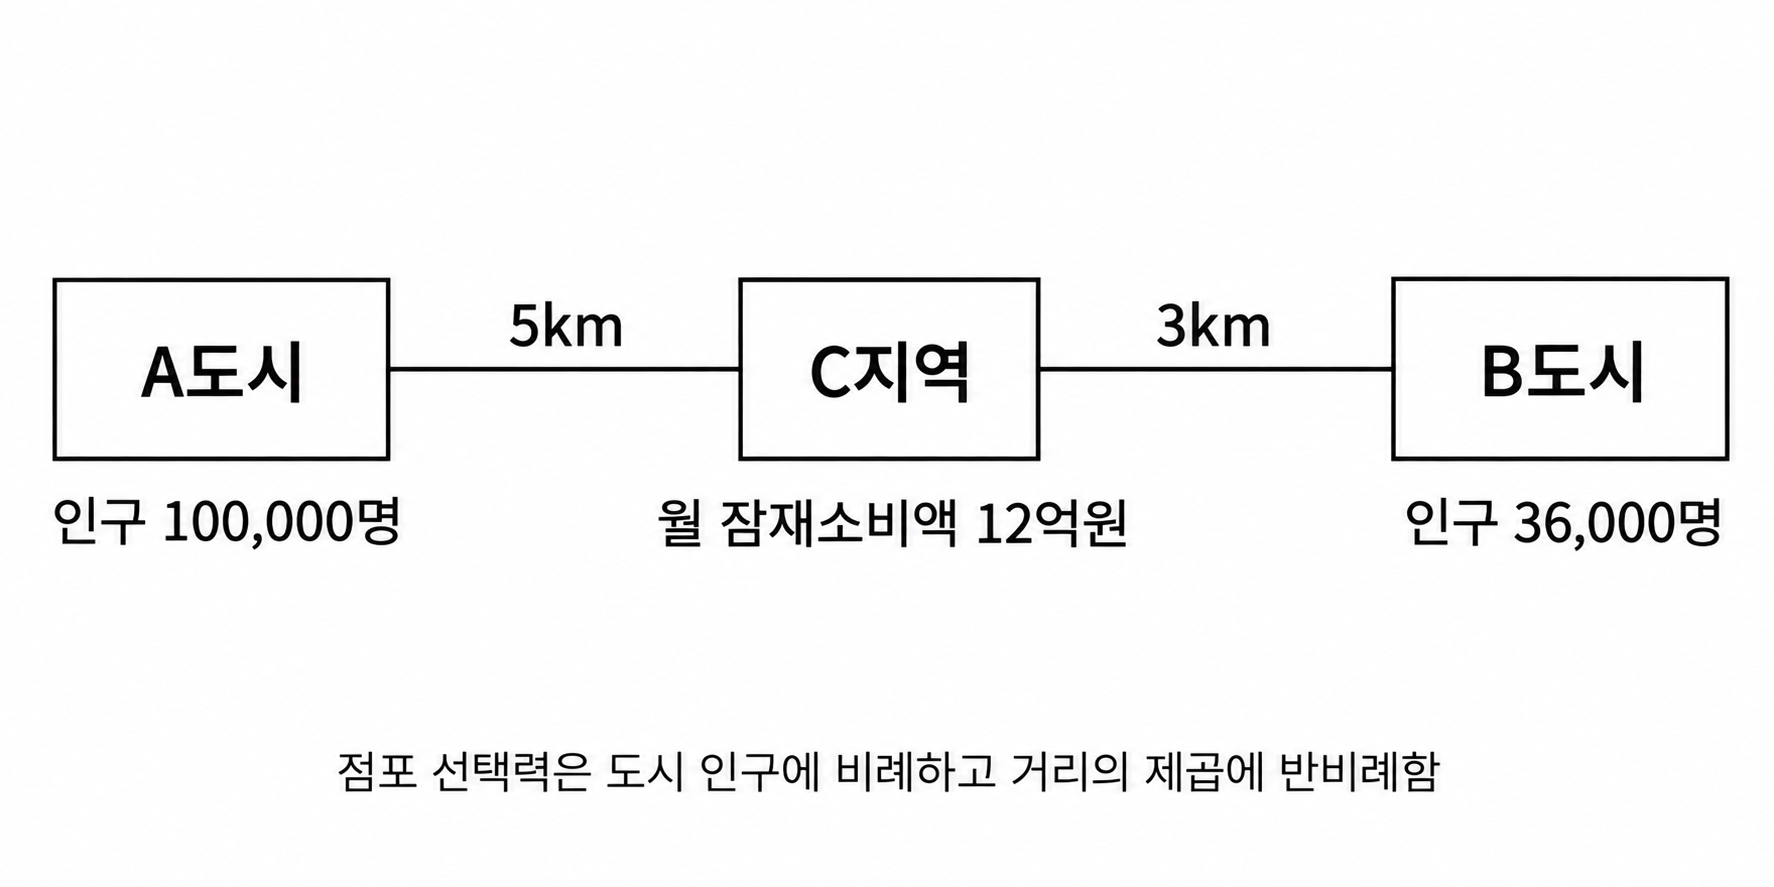 5km 3km
A도시 C지역 B도시
인구 100,000명 월 잠재소비액 12억원 인구 36,000명
점포 선택력은 도시 인구에 비례하고 거리의 제곱에 반비례함